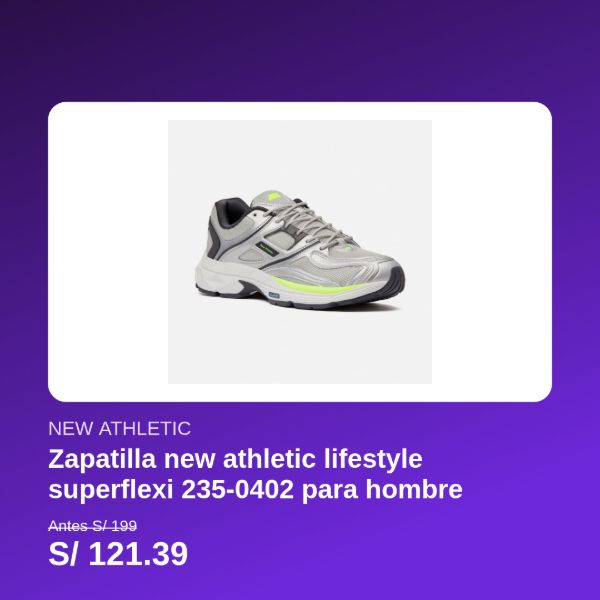 NEW ATHLETIC
Zapatilla new athletic lifestyle
superflexi 235-0402 para hombre
Antes S/ 199
S/ 121.39